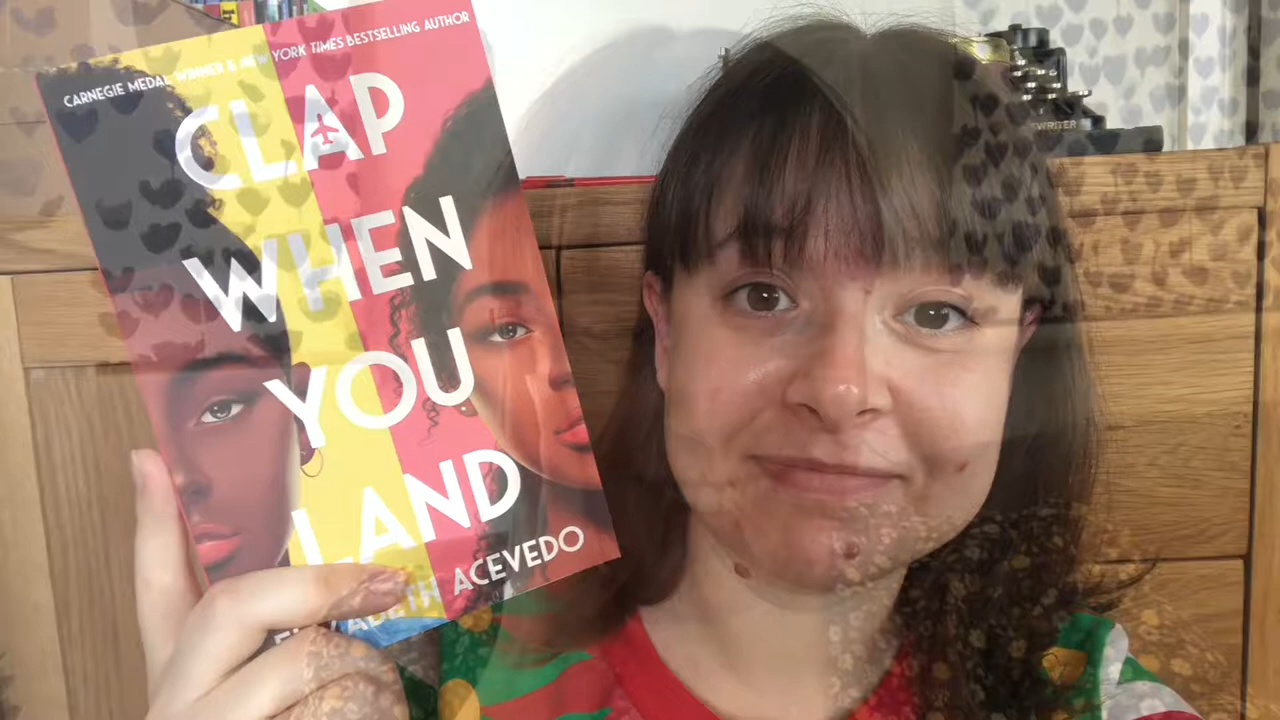 CARNEGIE MEDAL WINNER & NEW YORK TIMES BESTSELLING AUTHOR
CLAP
WHEN
YOU
LAND
ACEVEDO